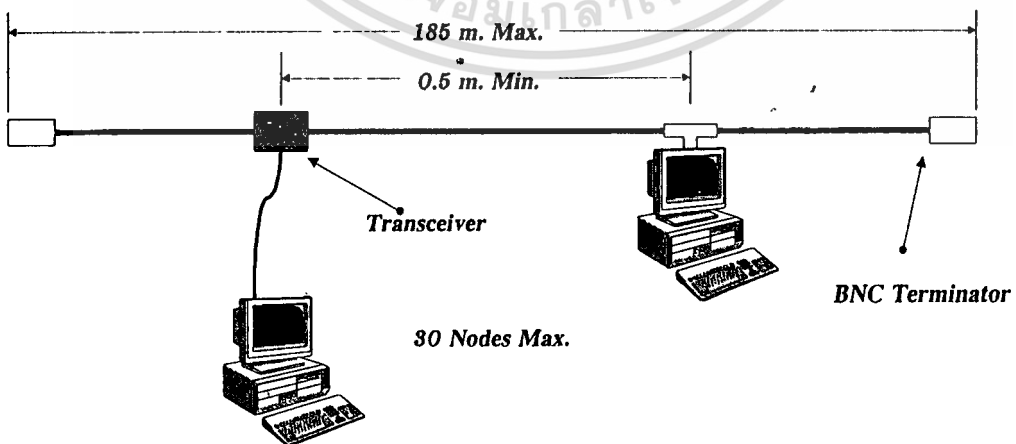 185 m. Max.
0.5 m. Min.
Transceiver
BNC Terminator
30 Nodes Max.